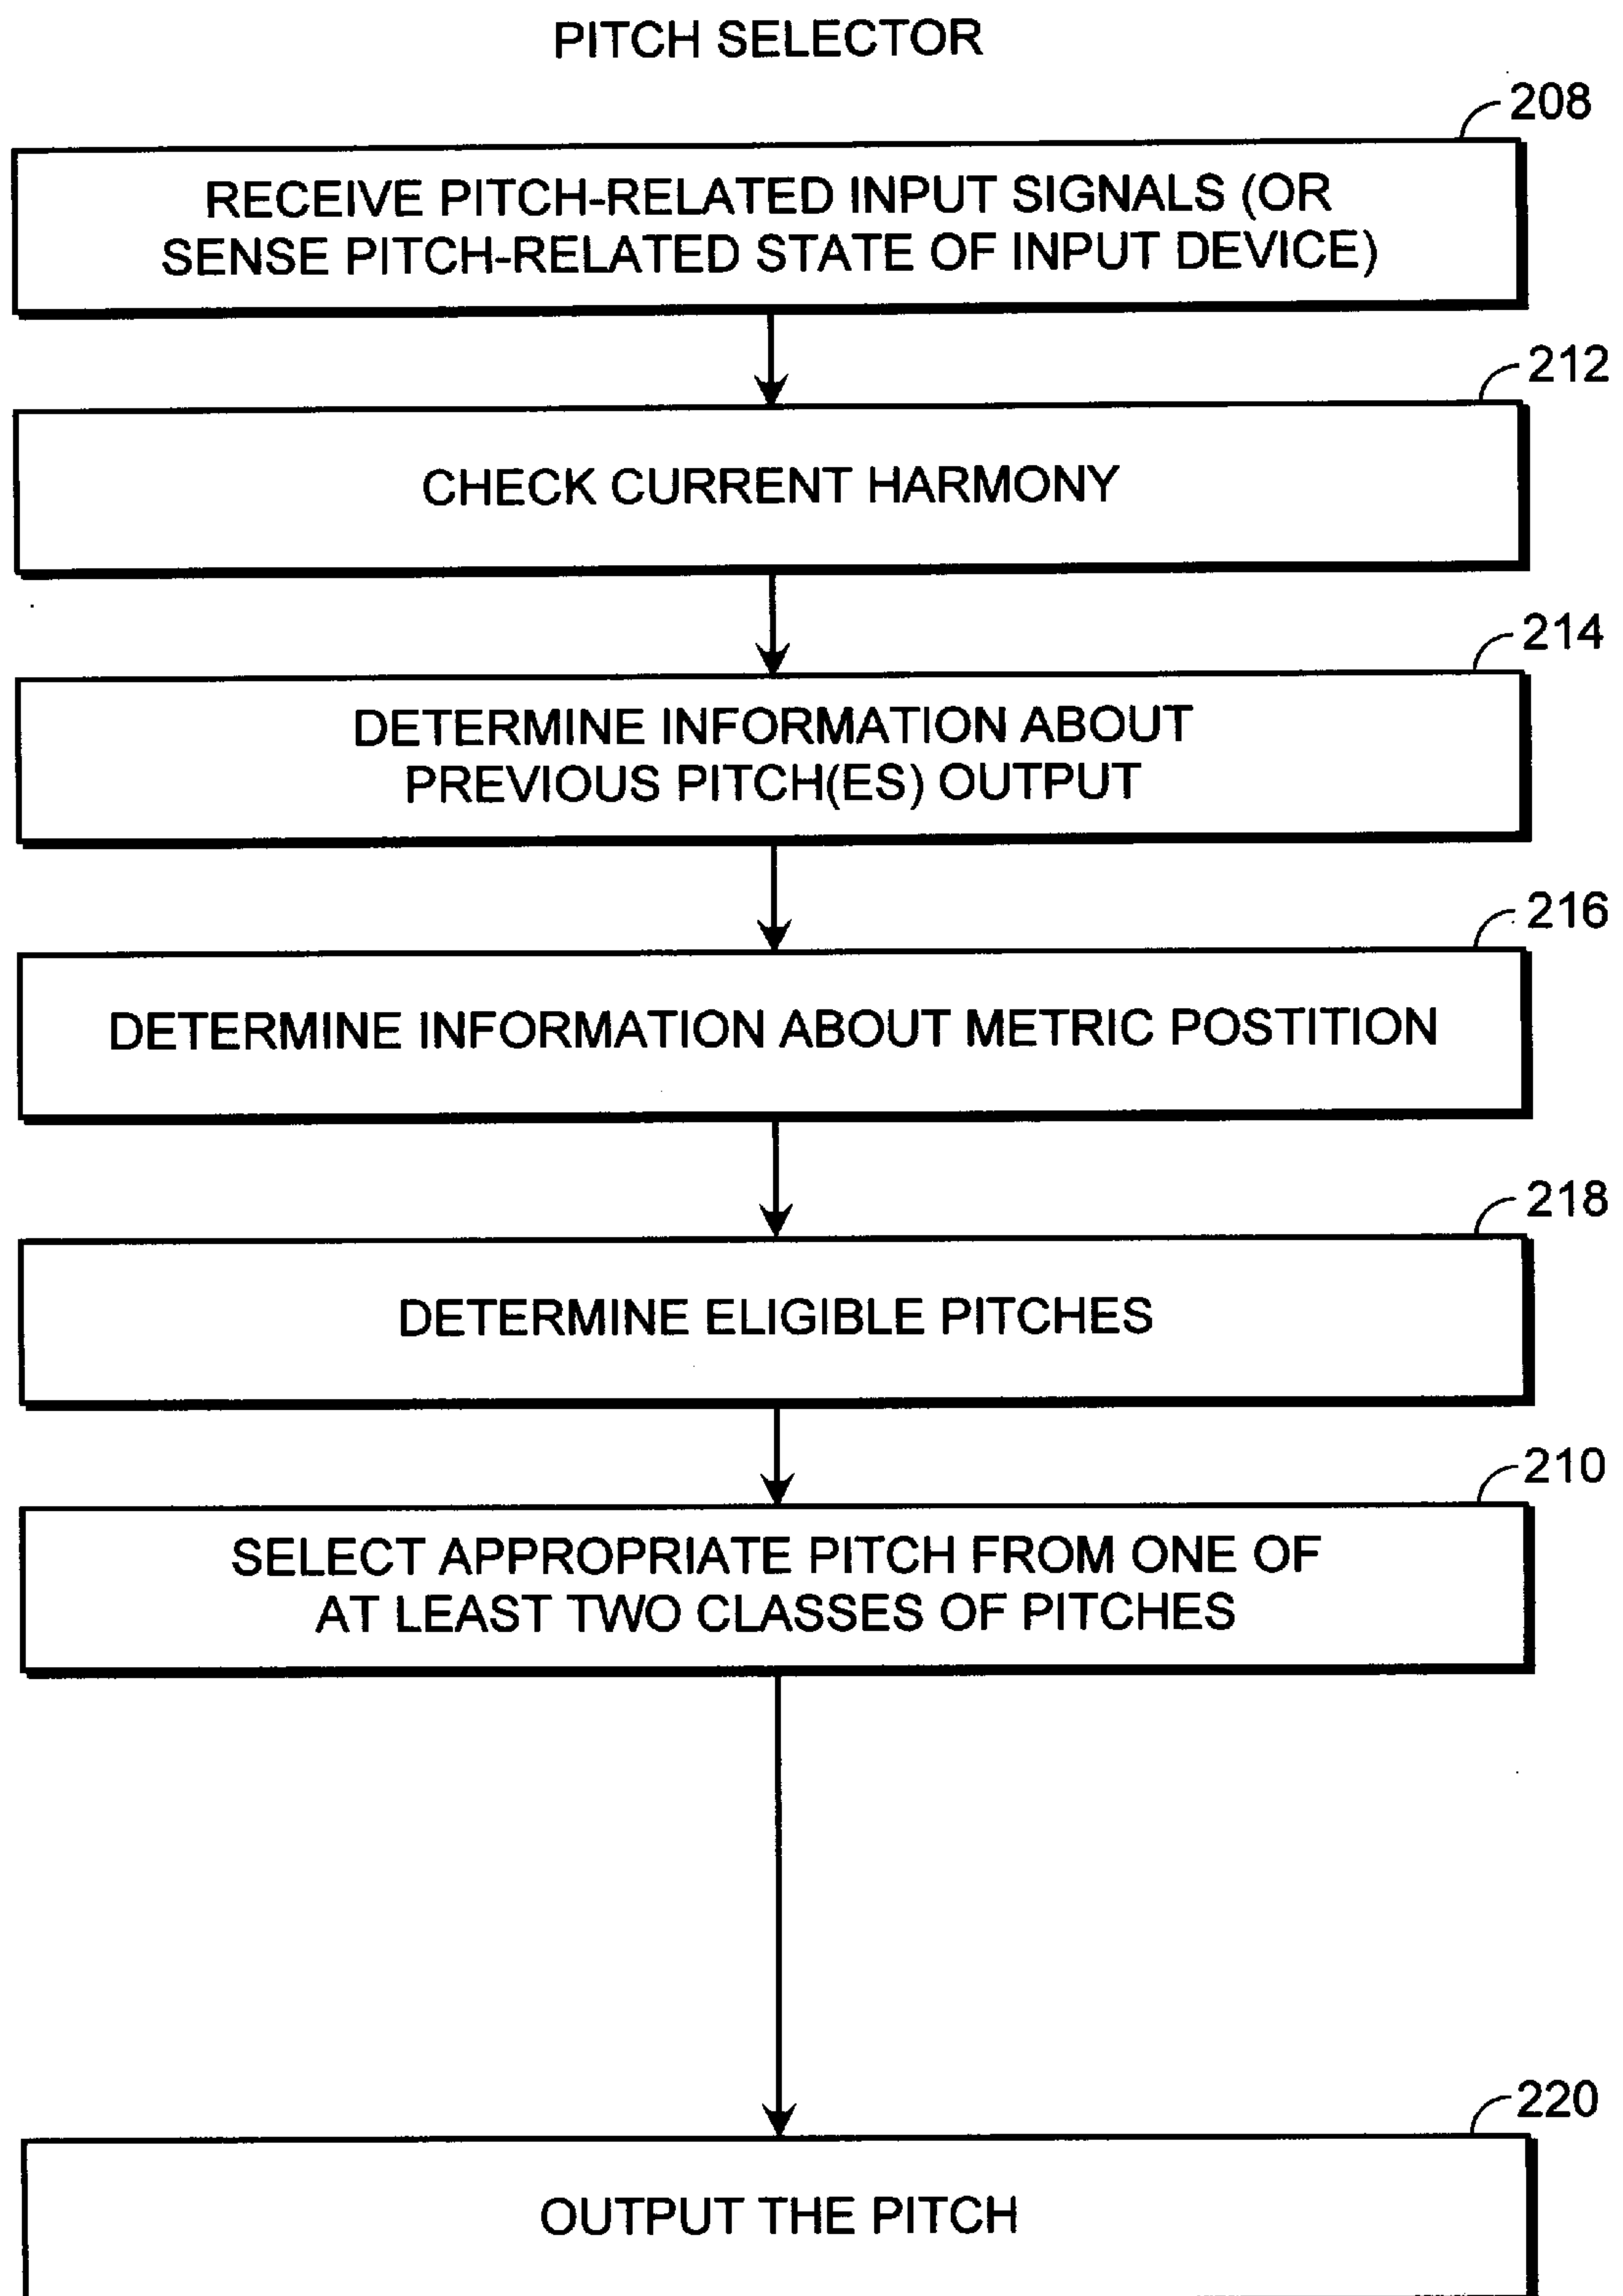 PITCH SELECTOR
208
RECEIVE PITCH-RELATED INPUT SIGNALS (OR
SENSE PITCH-RELATED STATE OF INPUT DEVICE)
212
CHECK CURRENT HARMONY
214
DETERMINE INFORMATION ABOUT
PREVIOUS PITCH(ES) OUTPUT
216
DETERMINE INFORMATION ABOUT METRIC POSTITION
218
DETERMINE ELIGIBLE PITCHES
210
SELECT APPROPRIATE PITCH FROM ONE OF
AT LEAST TWO CLASSES OF PITCHES
220
OUTPUT THE PITCH